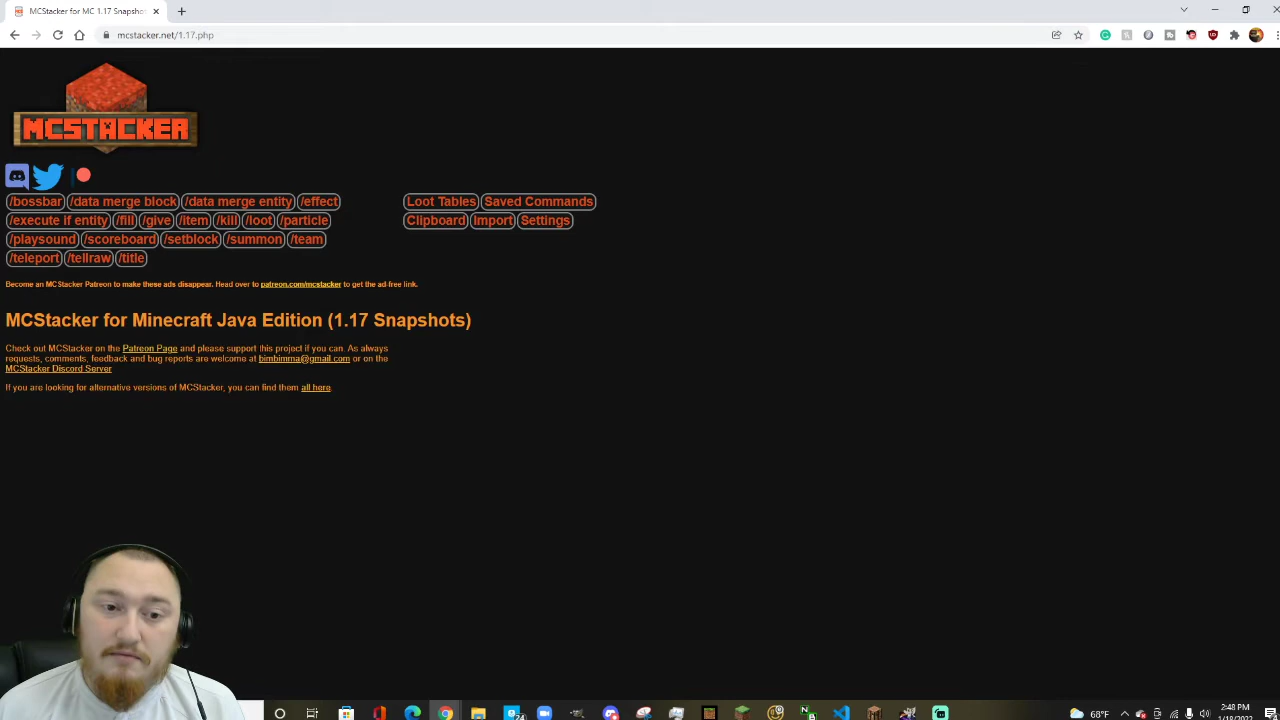 MCStacker for MC 1.17 Snapshot
mcstacker.net/1.17.php
MCSTACKER
/bossbar /data merge block /data merge entity /effect
/execute if entity /fill /give /item /kill /loot /particle
/playsound /scoreboard /setblock /summon /team
/teleport /tellraw /title
Loot Tables Saved Commands
Clipboard Import Settings
Become an MCStacker Patreon to make these ads disappear. Head over to patreon.com/mcstacker to get the ad-free link.
MCStacker for Minecraft Java Edition (1.17 Snapshots)
Check out MCStacker on the Patreon Page and please support this project if you can. As always
requests, comments, feedback and bug reports are welcome at bimbimma@gmail.com or on the
MCStacker Discord Server
If you are looking for alternative versions of MCStacker, you can find them all here.
24
68°F
2:48 PM